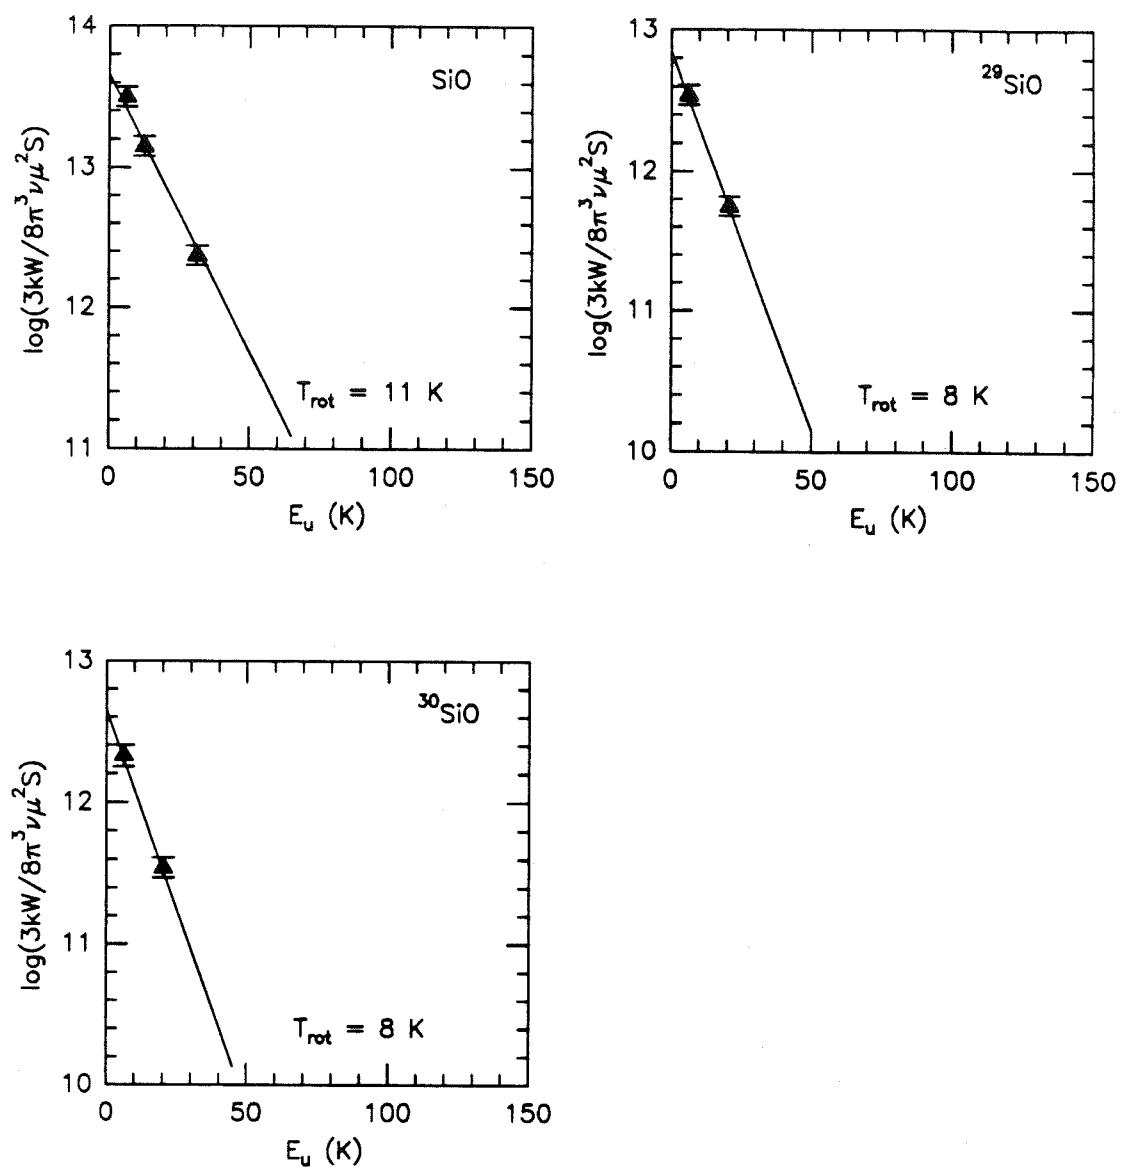 14
13
12
11
0 50 100 150
E_u (K)
log(3kW/8π³νμ²S)
SiO
T_rot = 11 K
13
12
11
10
0 50 100 150
E_u (K)
log(3kW/8π³νμ²S)
²⁹SiO
T_rot = 8 K
13
12
11
10
0 50 100 150
E_u (K)
log(3kW/8π³νμ²S)
³⁰SiO
T_rot = 8 K